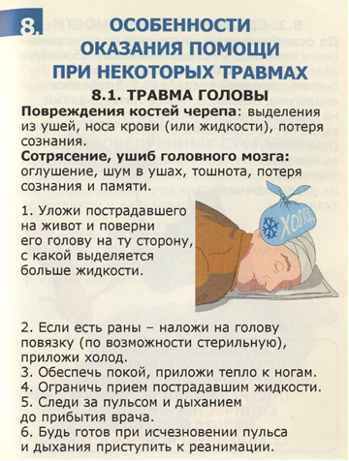 8.
ОСОБЕННОСТИ
ОКАЗАНИЯ ПОМОЩИ
ПРИ НЕКОТОРЫХ ТРАВМАХ
8.1. ТРАВМА ГОЛОВЫ
Повреждения костей черепа: выделения
из ушей, носа крови (или жидкости), потеря
сознания.
Сотрясение, ушиб головного мозга:
оглушение, шум в ушах, тошнота, потеря
сознания и памяти.
1. Уложи пострадавшего
на живот и поверни
его голову на ту сторону,
с какой выделяется
больше жидкости.
ХОЛОД
2. Если есть раны – наложи на голову
повязку (по возможности стерильную),
приложи холод.
3. Обеспечь покой, приложи тепло к ногам.
4. Ограничь прием пострадавшим жидкости.
5. Следи за пульсом и дыханием
до прибытия врача.
6. Будь готов при исчезновении пульса
и дыхания приступить к реанимации.